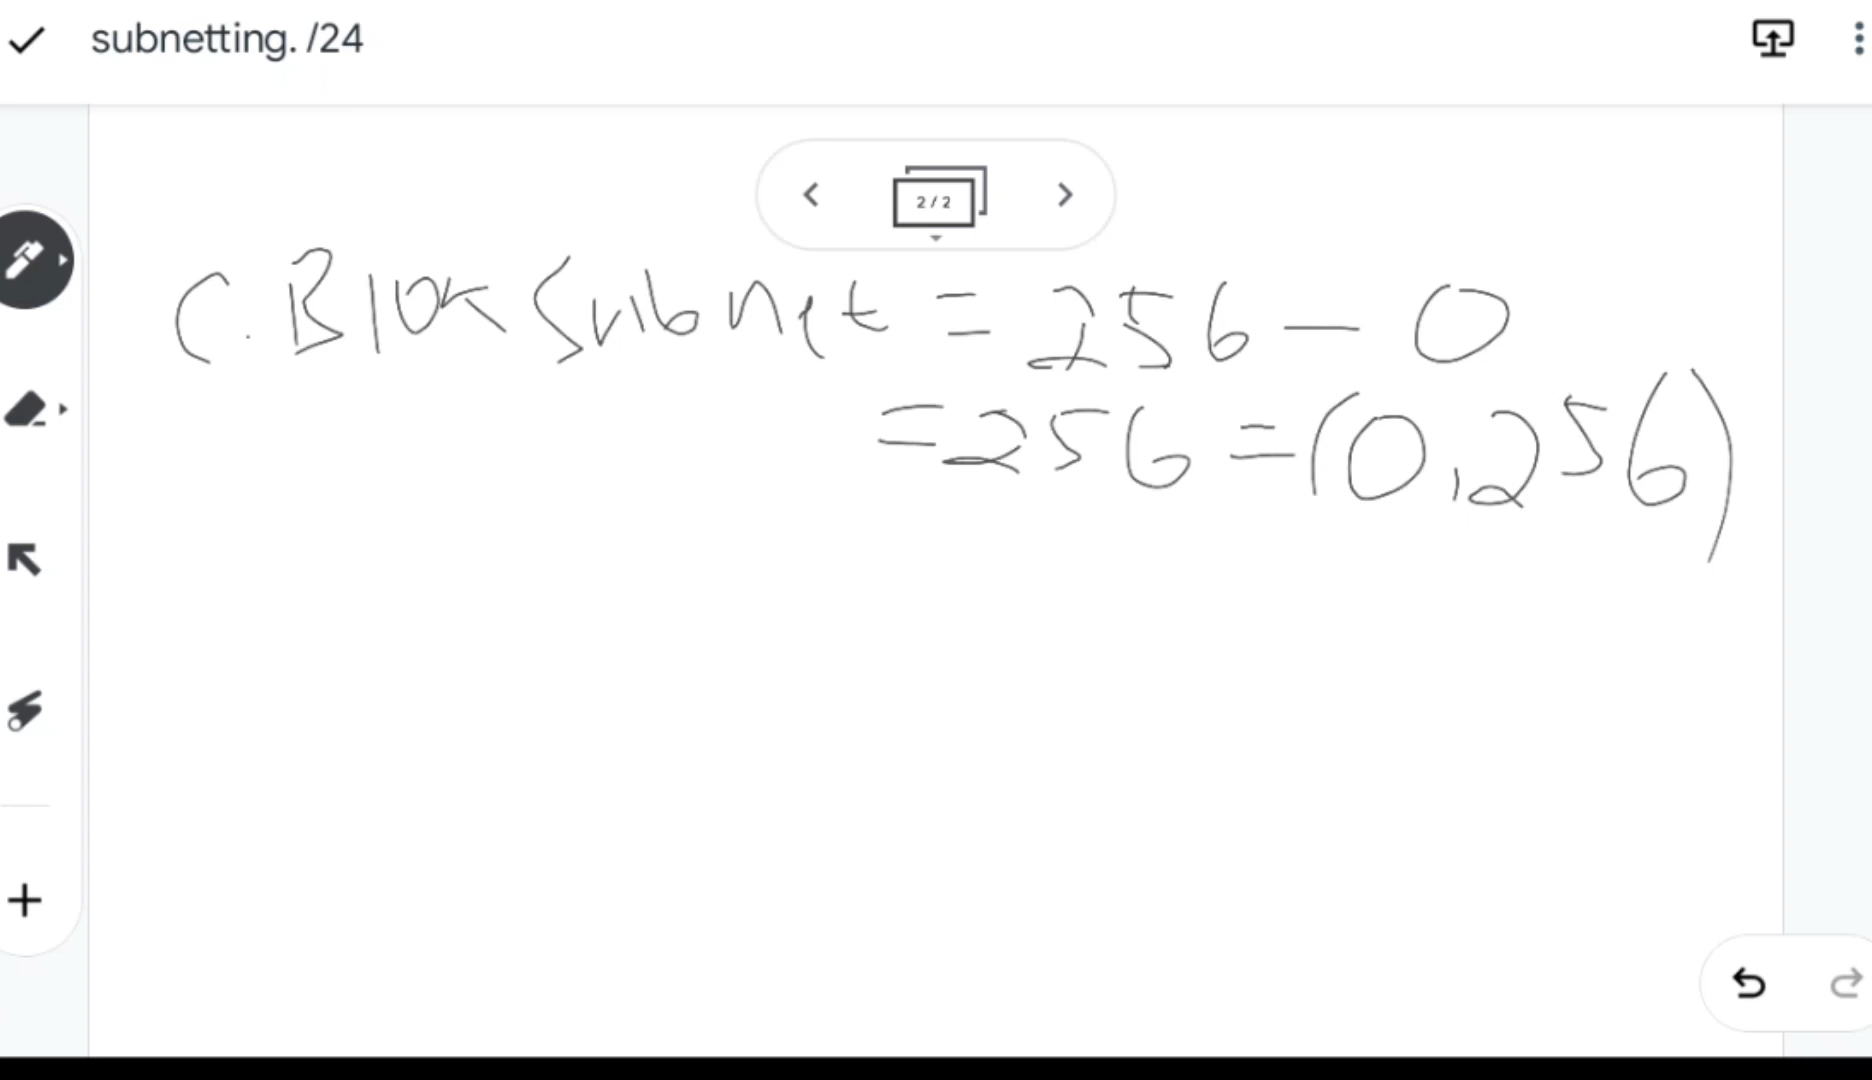 subnetting. /24
2/2
C. Blok Subnet = 256 - 0
= 256 = (0,256)